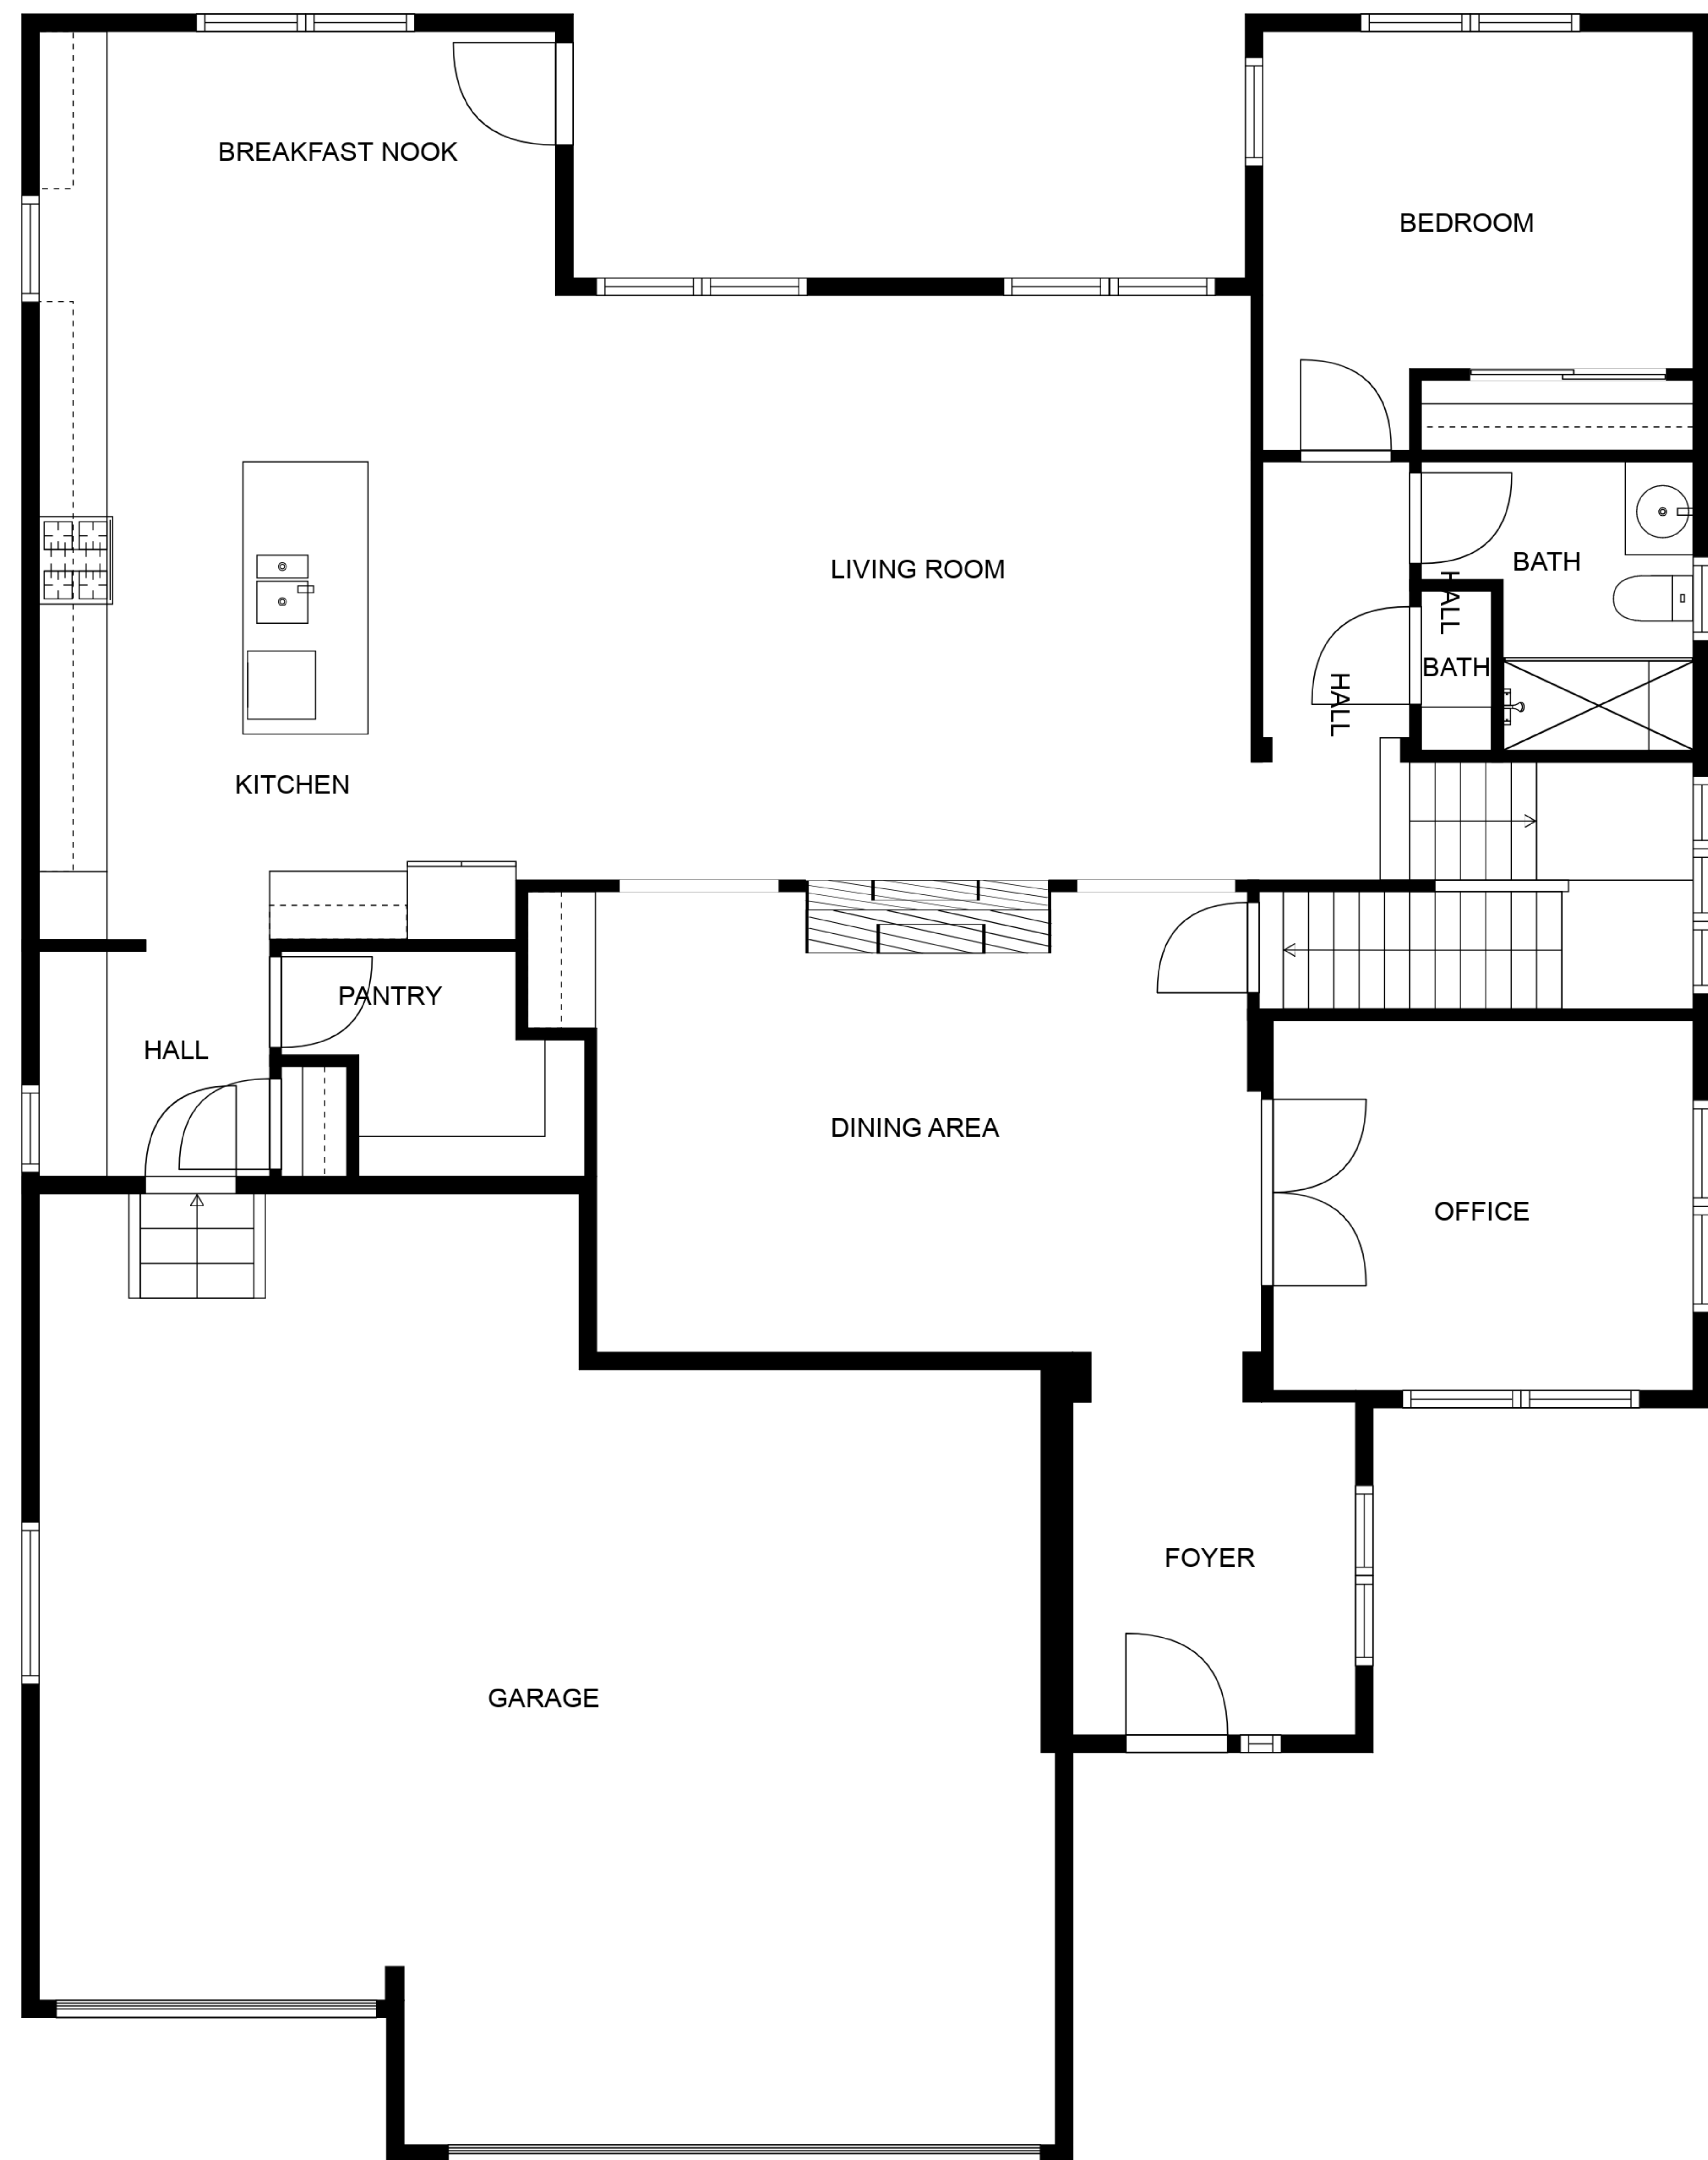 BREAKFAST NOOK
BEDROOM
LIVING ROOM
BATH
HALL
BATH
HALL
KITCHEN
PANTRY
HALL
DINING AREA
OFFICE
FOYER
GARAGE